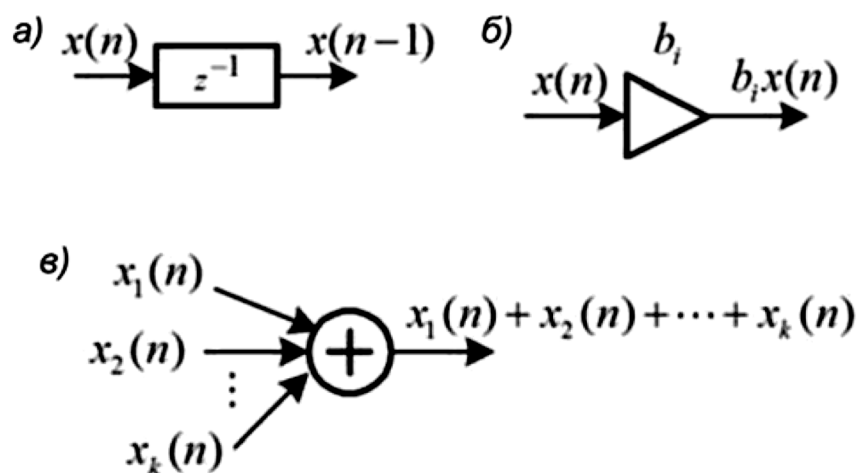 а)
x(n)
z⁻¹
x(n−1)
б)
x(n)
bᵢ
bᵢx(n)
в)
x₁(n)
x₂(n)
⋮
xₖ(n)
+
x₁(n)+x₂(n)+⋯+xₖ(n)